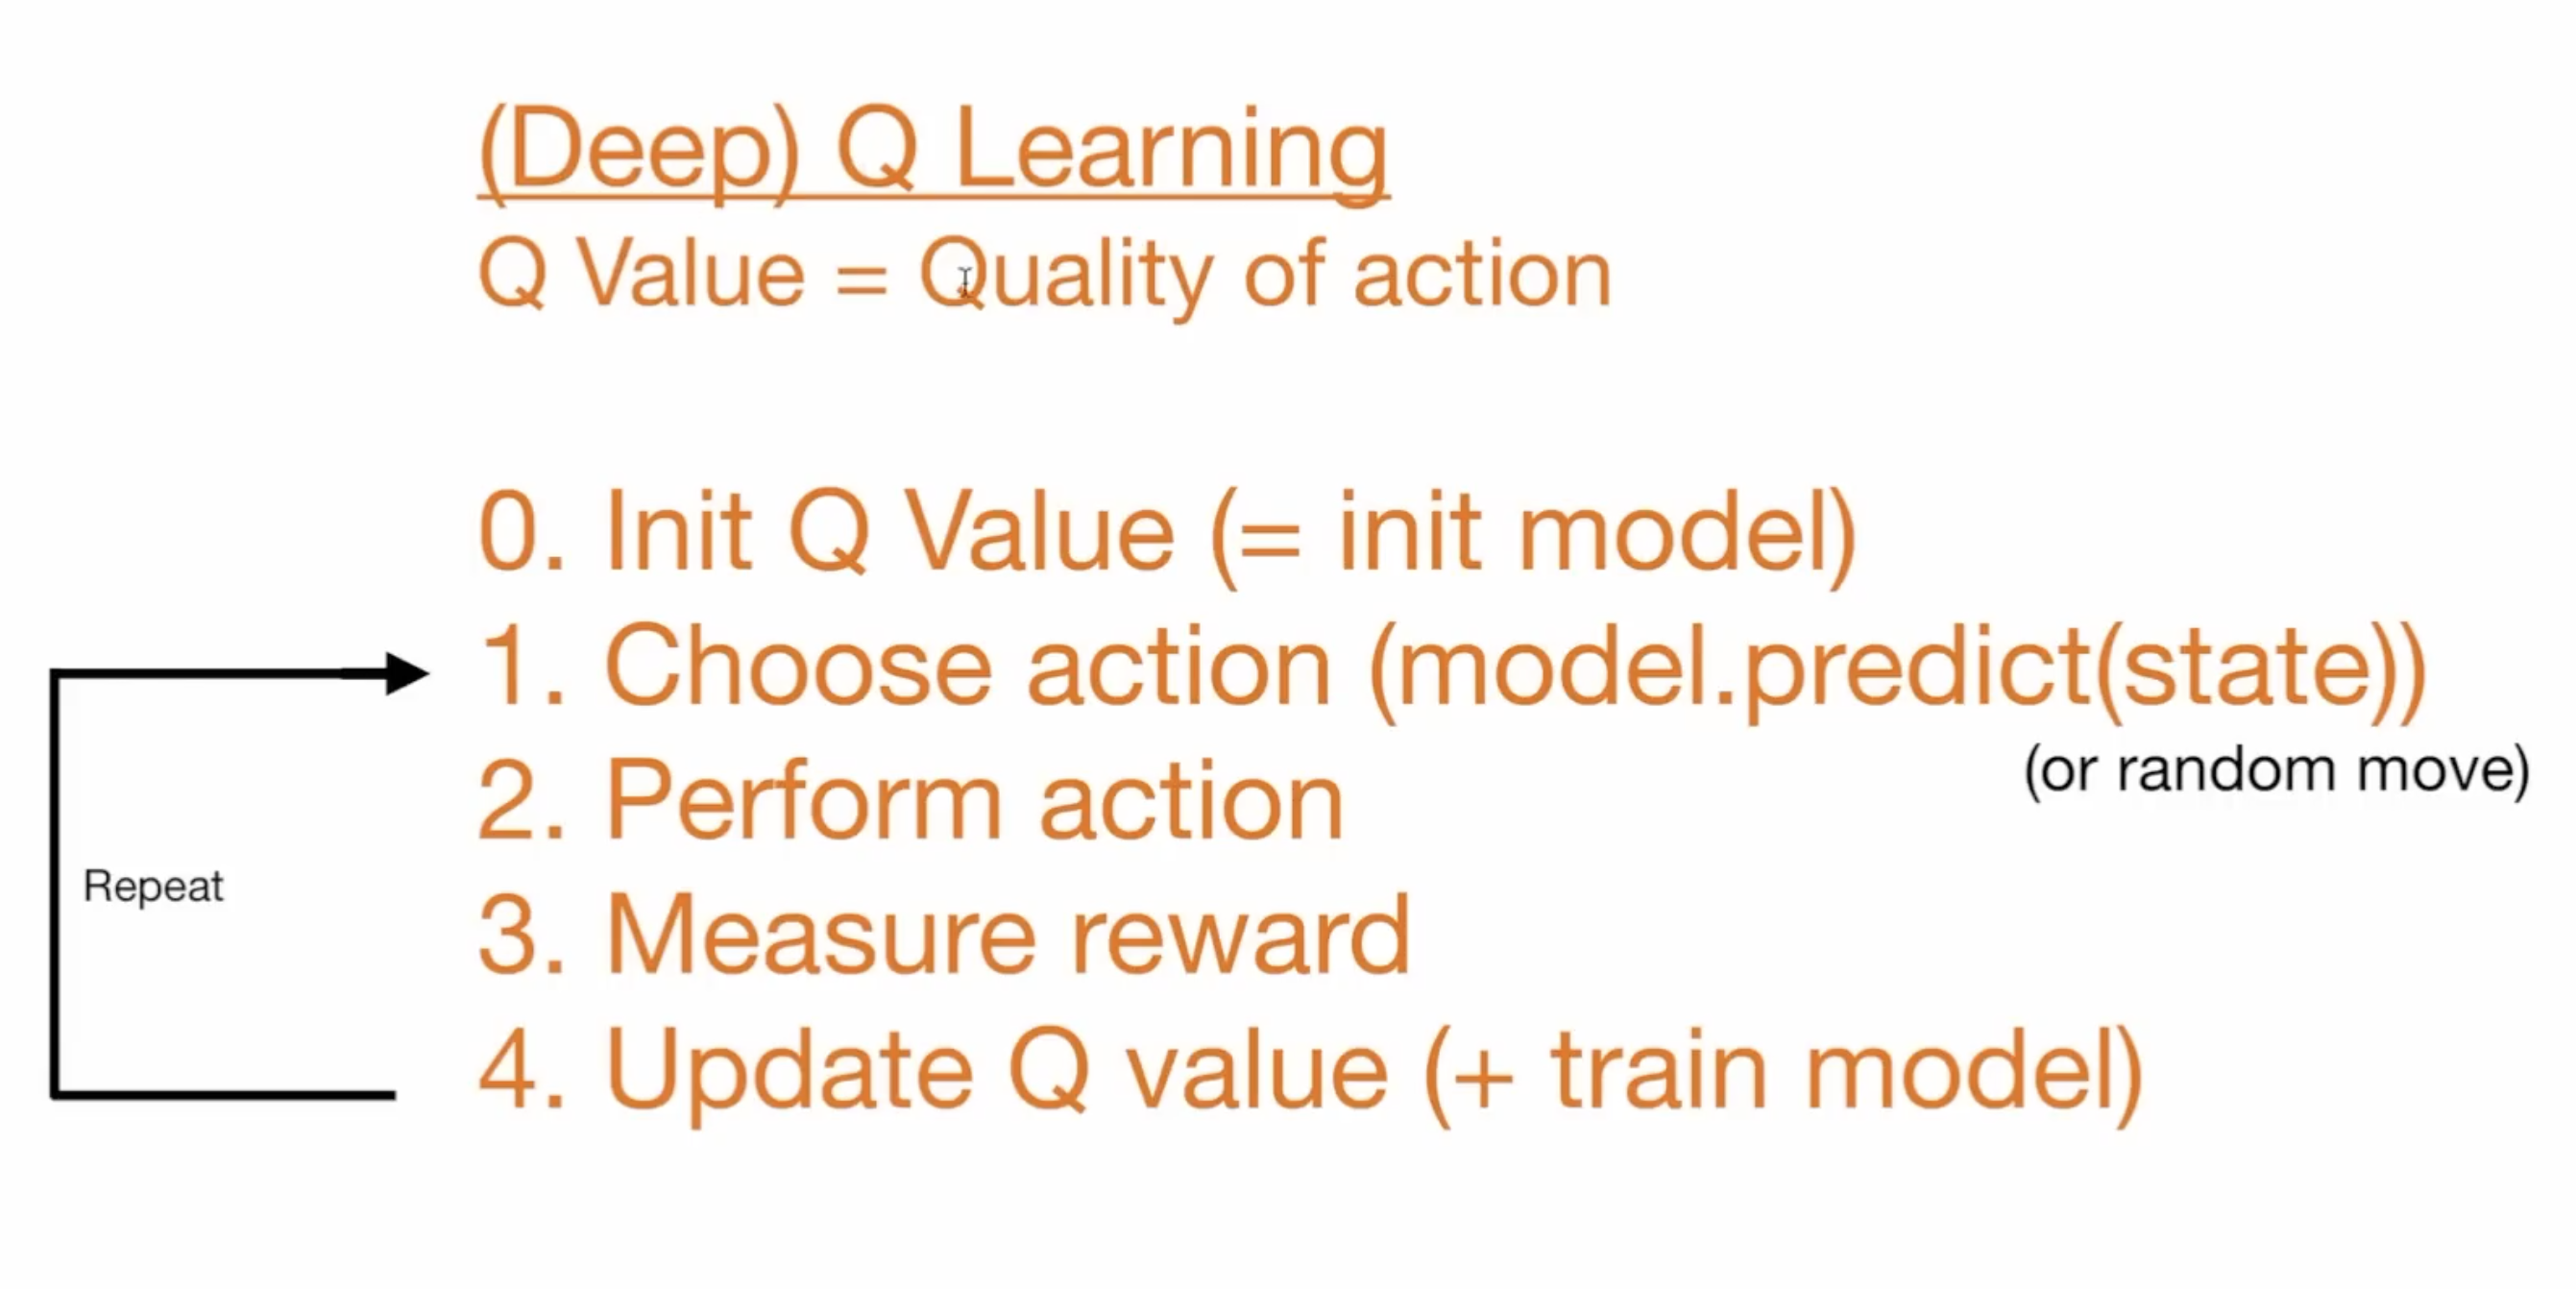 (Deep) Q Learning
Q Value = Quality of action
0. Init Q Value (= init model)
1. Choose action (model.predict(state))
(or random move)
2. Perform action
Repeat
3. Measure reward
4. Update Q value (+ train model)